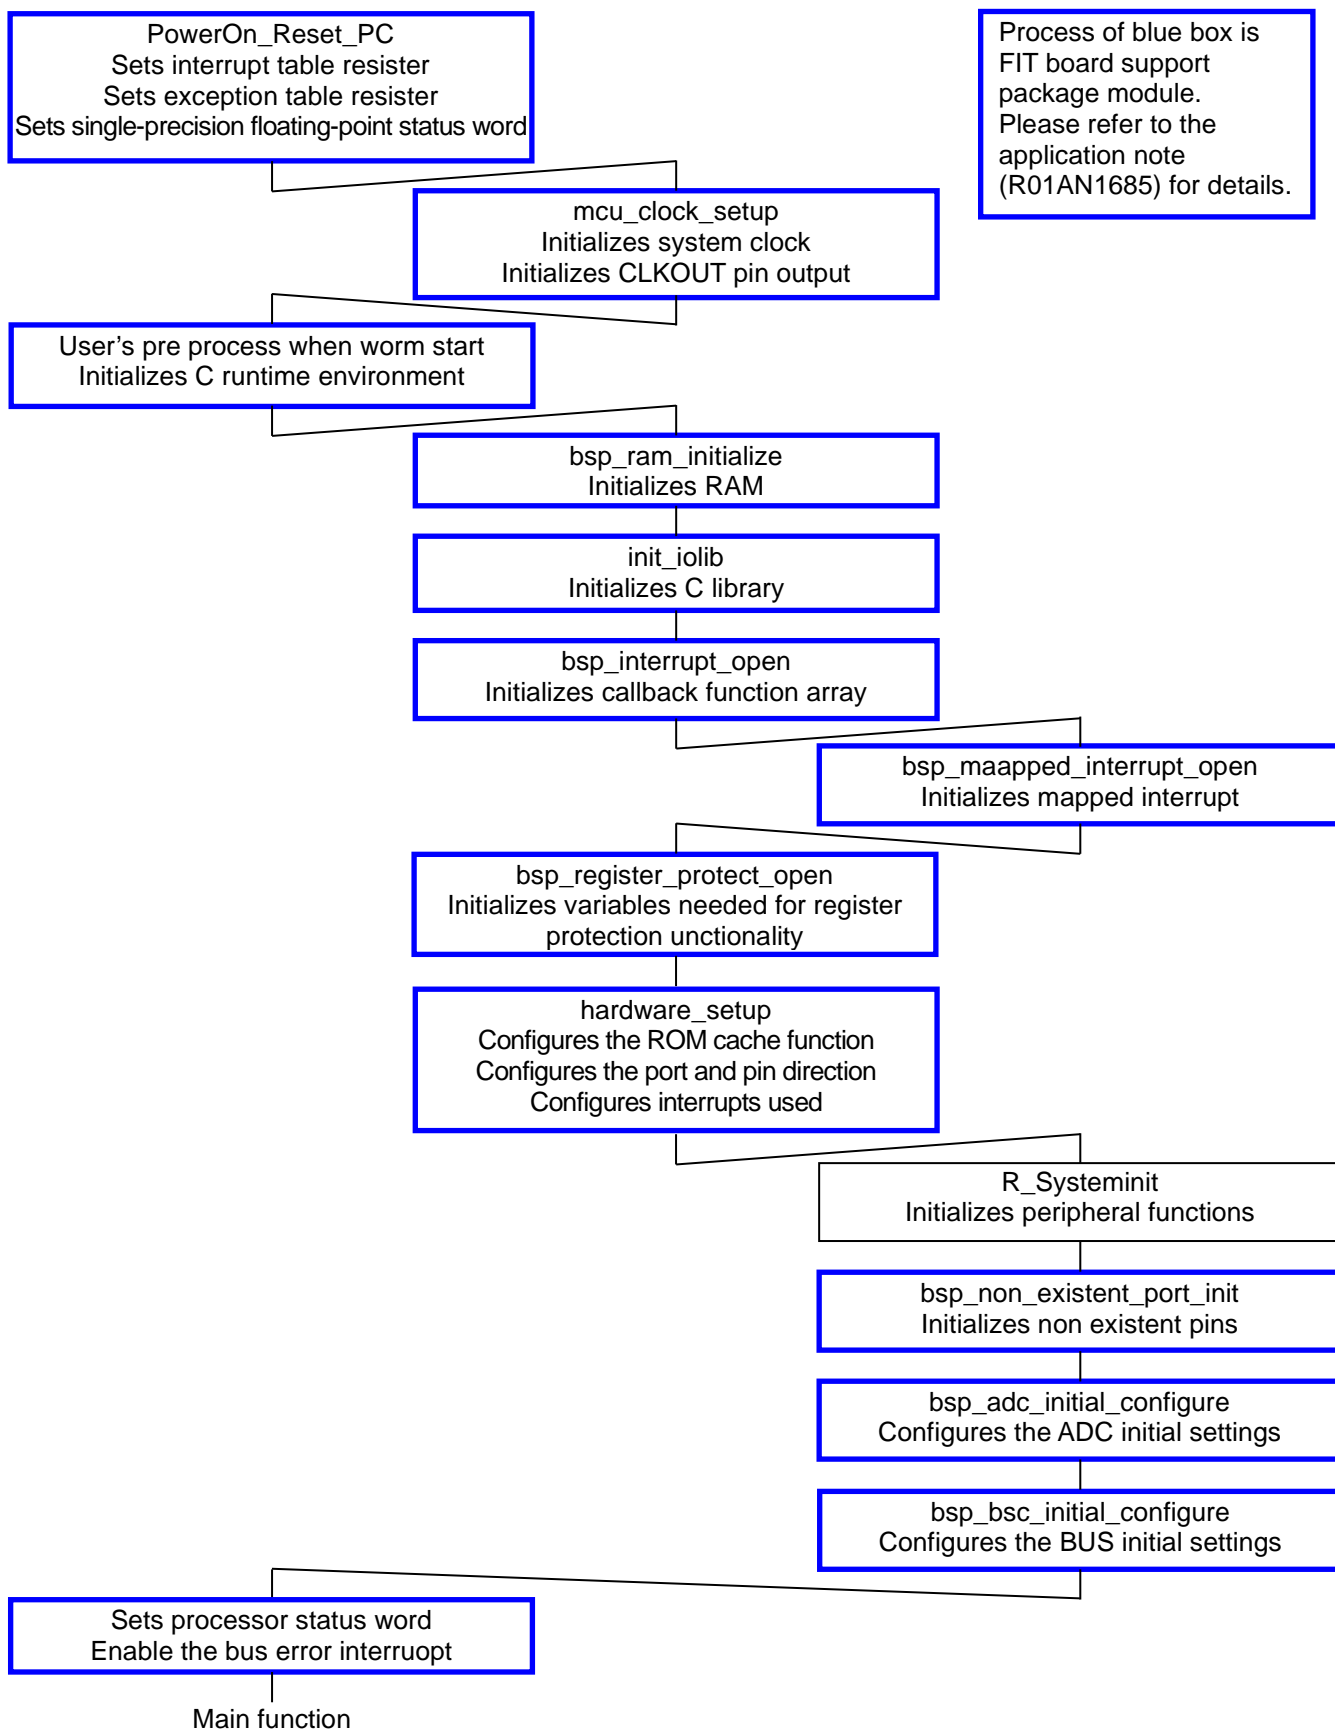 PowerOn_Reset_PC
Sets interrupt table resister
Sets exception table resister
Sets single-precision floating-point status word
Process of blue box is
FIT board support
package module.
Please refer to the
application note
(R01AN1685) for details.
mcu_clock_setup
Initializes system clock
Initializes CLKOUT pin output
User’s pre process when worm start
Initializes C runtime environment
bsp_ram_initialize
Initializes RAM
init_iolib
Initializes C library
bsp_interrupt_open
Initializes callback function array
bsp_maapped_interrupt_open
Initializes mapped interrupt
bsp_register_protect_open
Initializes variables needed for register
protection unctionality
hardware_setup
Configures the ROM cache function
Configures the port and pin direction
Configures interrupts used
R_Systeminit
Initializes peripheral functions
bsp_non_existent_port_init
Initializes non existent pins
bsp_adc_initial_configure
Configures the ADC initial settings
bsp_bsc_initial_configure
Configures the BUS initial settings
Sets processor status word
Enable the bus error interruopt
Main function